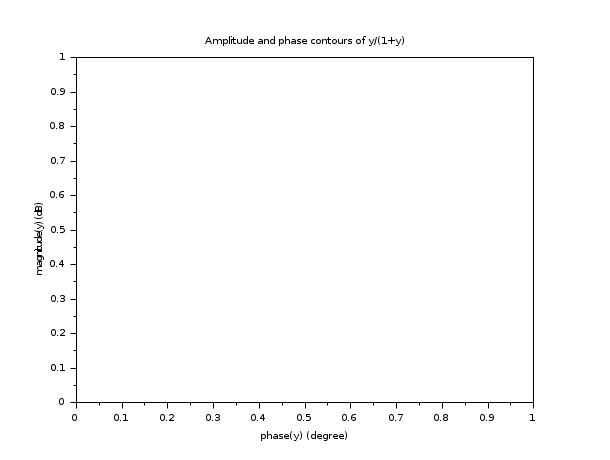 Amplitude and phase contours of y/(1+y)
1
0.9
0.8
0.7
0.6
0.5
0.4
0.3
0.2
0.1
0
magnitude(y) (dB)
0 0.1 0.2 0.3 0.4 0.5 0.6 0.7 0.8 0.9 1
phase(y) (degree)